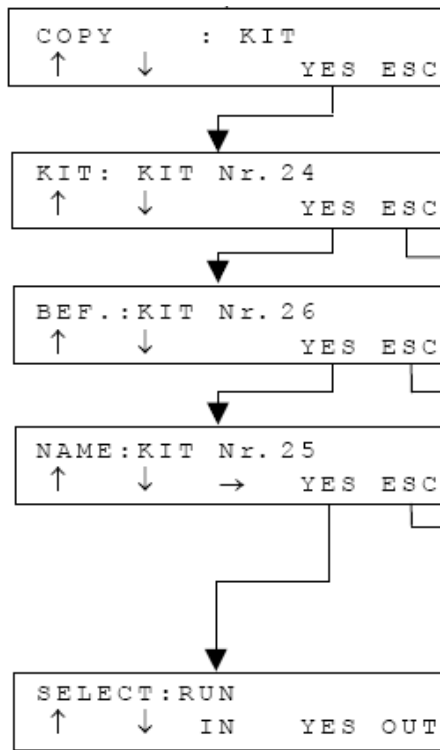 COPY : KIT
↑ ↓ YES ESC
KIT: KIT Nr.24
↑ ↓ YES ESC
BEF.:KIT Nr.26
↑ ↓ YES ESC
NAME:KIT Nr.25
↑ ↓ → YES ESC
SELECT:RUN
↑ ↓ IN YES OUT